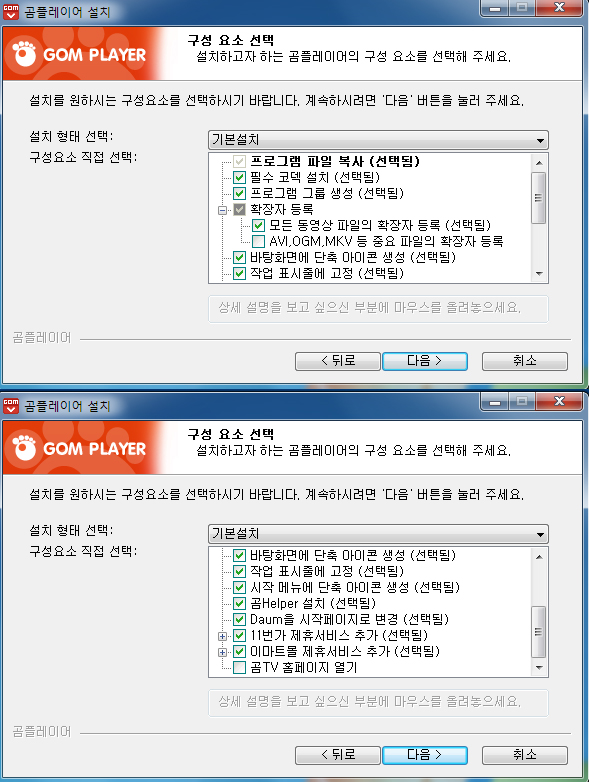 곰플레이어 설치
GOM PLAYER
구성 요소 선택
설치하고자 하는 곰플레이어의 구성 요소를 선택해 주세요.
설치를 원하시는 구성요소를 선택하시기 바랍니다. 계속하시려면 '다음' 버튼을 눌러 주세요.
설치 형태 선택:
기본설치
구성요소 직접 선택:
프로그램 파일 복사 (선택됨)
필수 코덱 설치 (선택됨)
프로그램 그룹 생성 (선택됨)
확장자 등록
모든 동영상 파일의 확장자 등록 (선택됨)
AVI,OGM,MKV 등 중요 파일의 확장자 등록
바탕화면에 단축 아이콘 생성 (선택됨)
작업 표시줄에 고정 (선택됨)
상세 설명을 보고 싶으신 부분에 마우스를 올려놓으세요.
곰플레이어
< 뒤로
다음 >
취소
곰플레이어 설치
GOM PLAYER
구성 요소 선택
설치하고자 하는 곰플레이어의 구성 요소를 선택해 주세요.
설치를 원하시는 구성요소를 선택하시기 바랍니다. 계속하시려면 '다음' 버튼을 눌러 주세요.
설치 형태 선택:
기본설치
구성요소 직접 선택:
바탕화면에 단축 아이콘 생성 (선택됨)
작업 표시줄에 고정 (선택됨)
시작 메뉴에 단축 아이콘 생성 (선택됨)
곰Helper 설치 (선택됨)
Daum을 시작페이지로 변경 (선택됨)
11번가 제휴서비스 추가 (선택됨)
이마트몰 제휴서비스 추가 (선택됨)
곰TV 홈페이지 열기
상세 설명을 보고 싶으신 부분에 마우스를 올려놓으세요.
곰플레이어
< 뒤로
다음 >
취소